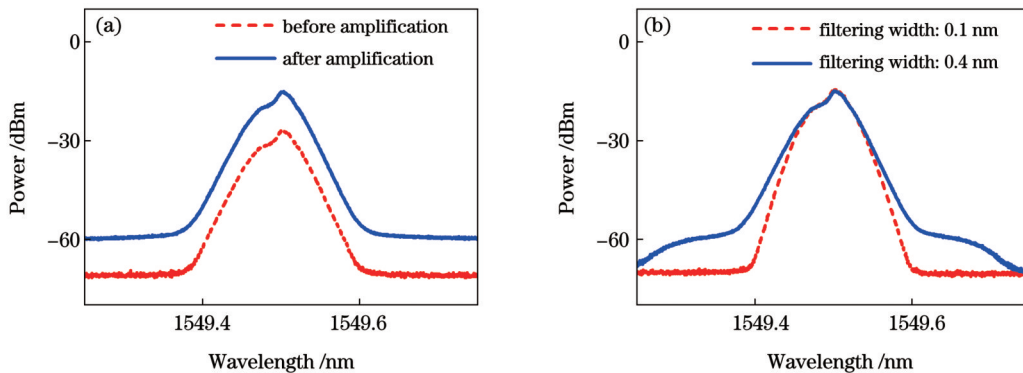 (a)
before amplification
after amplification
0
−30
−60
Power /dBm
1549.4
1549.6
Wavelength /nm
(b)
filtering width: 0.1 nm
filtering width: 0.4 nm
0
−30
−60
Power /dBm
1549.4
1549.6
Wavelength /nm